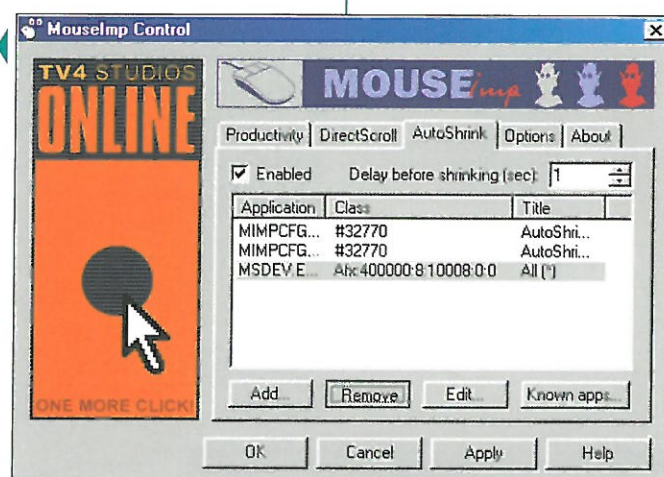 MouseImp Control
TV4 STUDIOS
ONLINE
ONE MORE CLICK!
MOUSE imp
Productivity DirectScroll AutoShrink Options About
Enabled Delay before shrinking (sec): 1
Application Class Title
MIMPCFG... #32770 AutoShri...
MIMPCFG... #32770 AutoShri...
MSDEV.E... Afx:400000:8:10008:0:0 All (*)
Add... Remove Edit... Known apps...
OK Cancel Apply Help